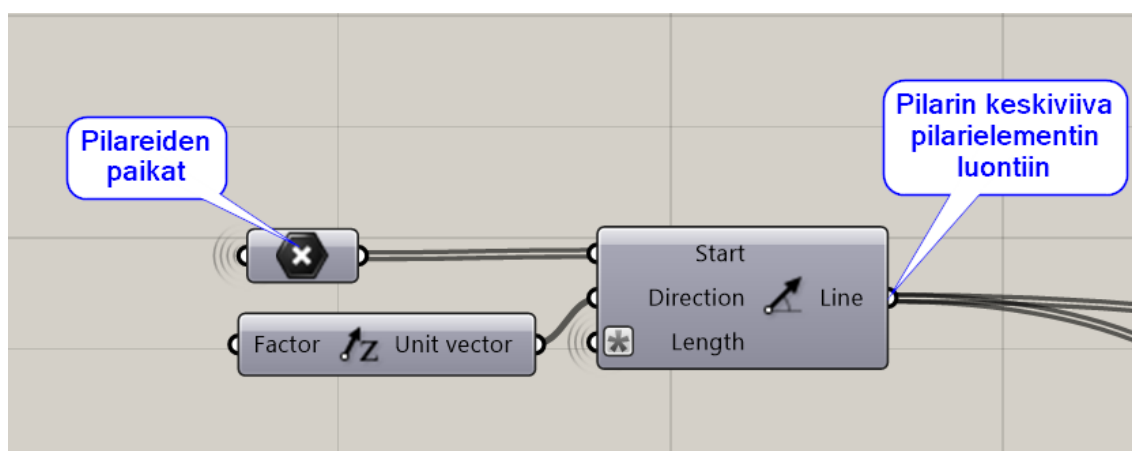 Pilareiden
paikat
Pilarin keskiviiva
pilarielementin
luontiin
Start
Direction
Line
Length
Factor
Z
Unit vector